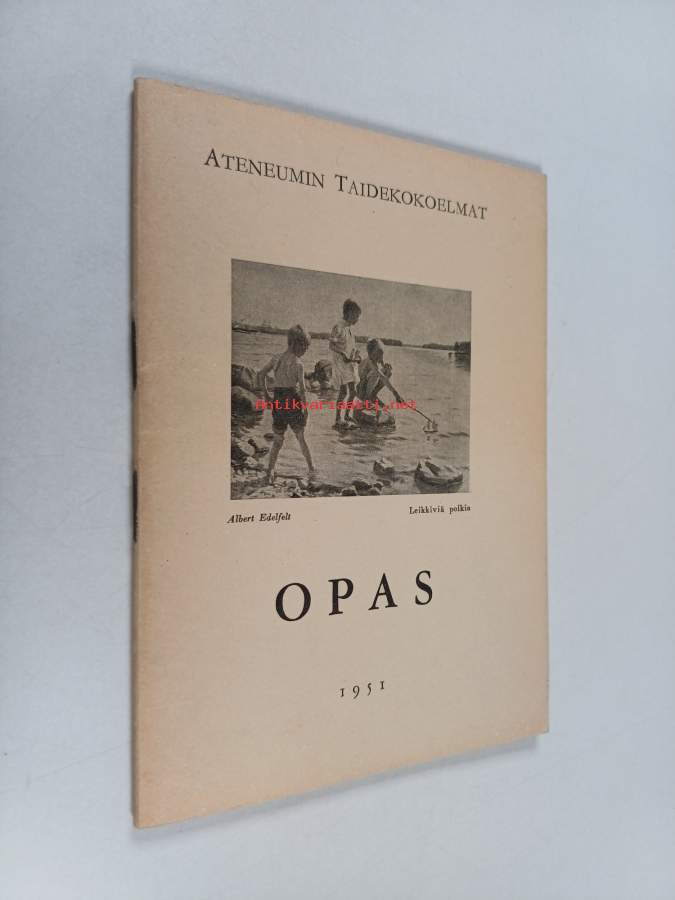 ATENEUMIN TAIDEKOKOELMAT
Antikvariaatti.net
Albert Edelfelt
Leikkiviä poikia
OPAS
1951